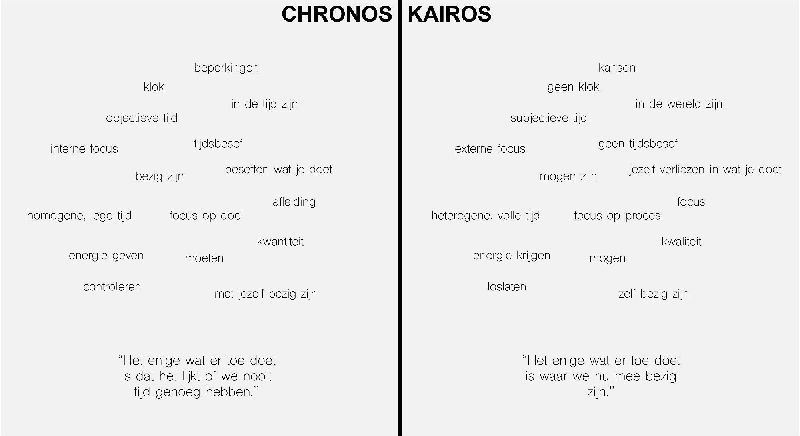 CHRONOS
beperkingen
klok
in de tijd zijn
objectieve tijd
tijdsbesef
interne focus
beseffen wat je doet
bezig zijn
afleiding
homogene, lege tijd
focus op doel
kwantiteit
energie geven
moeten
controleren
met jezelf bezig zijn
"Het enige wat er toe doet
is dat het lijkt of we nooit
tijd genoeg hebben."
KAIROS
kansen
geen klok
in de wereld zijn
subjectieve tijd
geen tijdsbesef
externe focus
jezelf verliezen in wat je doet
mogen zijn
focus
heterogene, volle tijd
focus op proces
kwaliteit
energie krijgen
mogen
loslaten
zelf bezig zijn
"Het enige wat er toe doet
is waar we nu mee bezig
zijn."